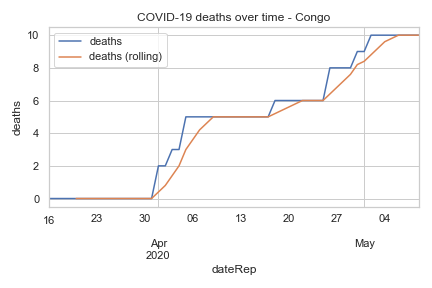 COVID-19 deaths over time - Congo
deaths
deaths (rolling)
10
8
6
4
2
0
deaths
16 23 30 06 13 20 27 04
Apr May
2020
dateRep